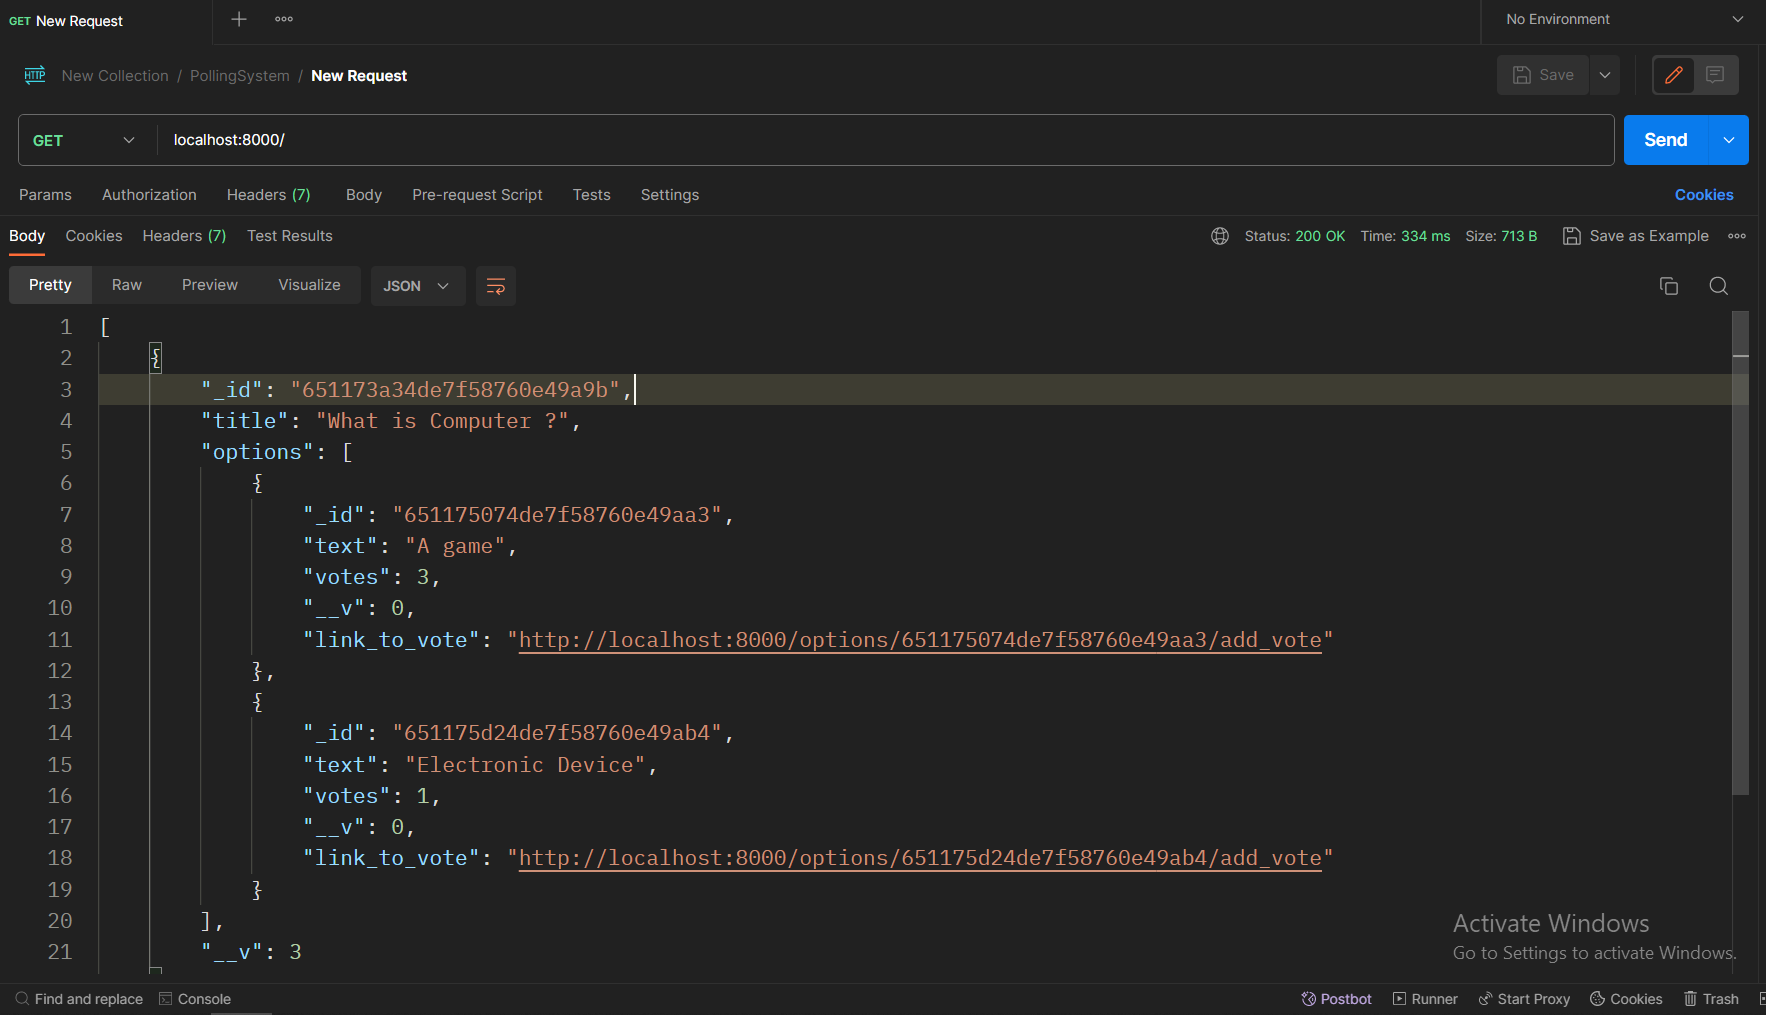 GET New Request
No Environment
HTTP New Collection / PollingSystem / New Request
Save
GET localhost:8000/
Send
Params Authorization Headers (7) Body Pre-request Script Tests Settings Cookies
Body Cookies Headers (7) Test Results Status: 200 OK Time: 334 ms Size: 713 B Save as Example
Pretty Raw Preview Visualize JSON
1 [
2 {
3 "_id": "651173a34de7f58760e49a9b",
4 "title": "What is Computer ?",
5 "options": [
6 {
7 "_id": "651175074de7f58760e49aa3",
8 "text": "A game",
9 "votes": 3,
10 "__v": 0,
11 "link_to_vote": "http://localhost:8000/options/651175074de7f58760e49aa3/add_vote"
12 },
13 {
14 "_id": "651175d24de7f58760e49ab4",
15 "text": "Electronic Device",
16 "votes": 1,
17 "__v": 0,
18 "link_to_vote": "http://localhost:8000/options/651175d24de7f58760e49ab4/add_vote"
19 }
20 ],
21 "__v": 3
Activate Windows
Go to Settings to activate Windows.
Find and replace Console Postbot Runner Start Proxy Cookies Trash